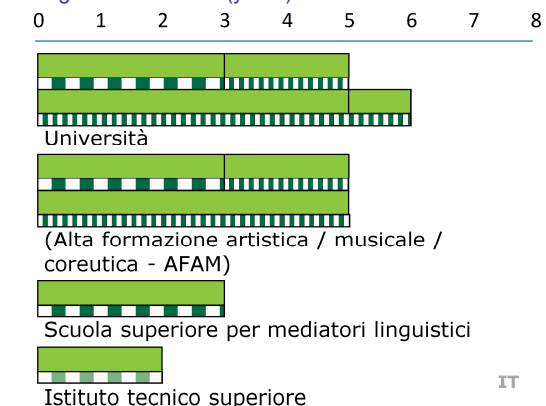 0 1 2 3 4 5 6 7 8
Università
(Alta formazione artistica / musicale /
coreutica - AFAM)
Scuola superiore per mediatori linguistici
IT
Istituto tecnico superiore